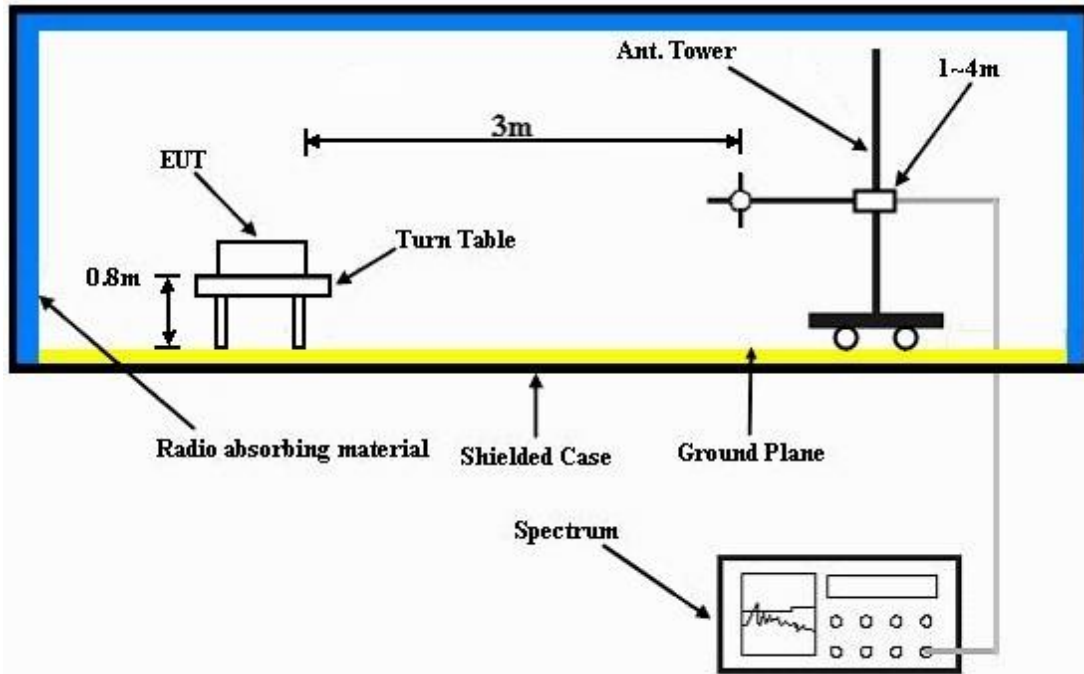 Ant. Tower
1~4m
3m
EUT
Turn Table
0.8m
Radio absorbing material
Shielded Case
Ground Plane
Spectrum